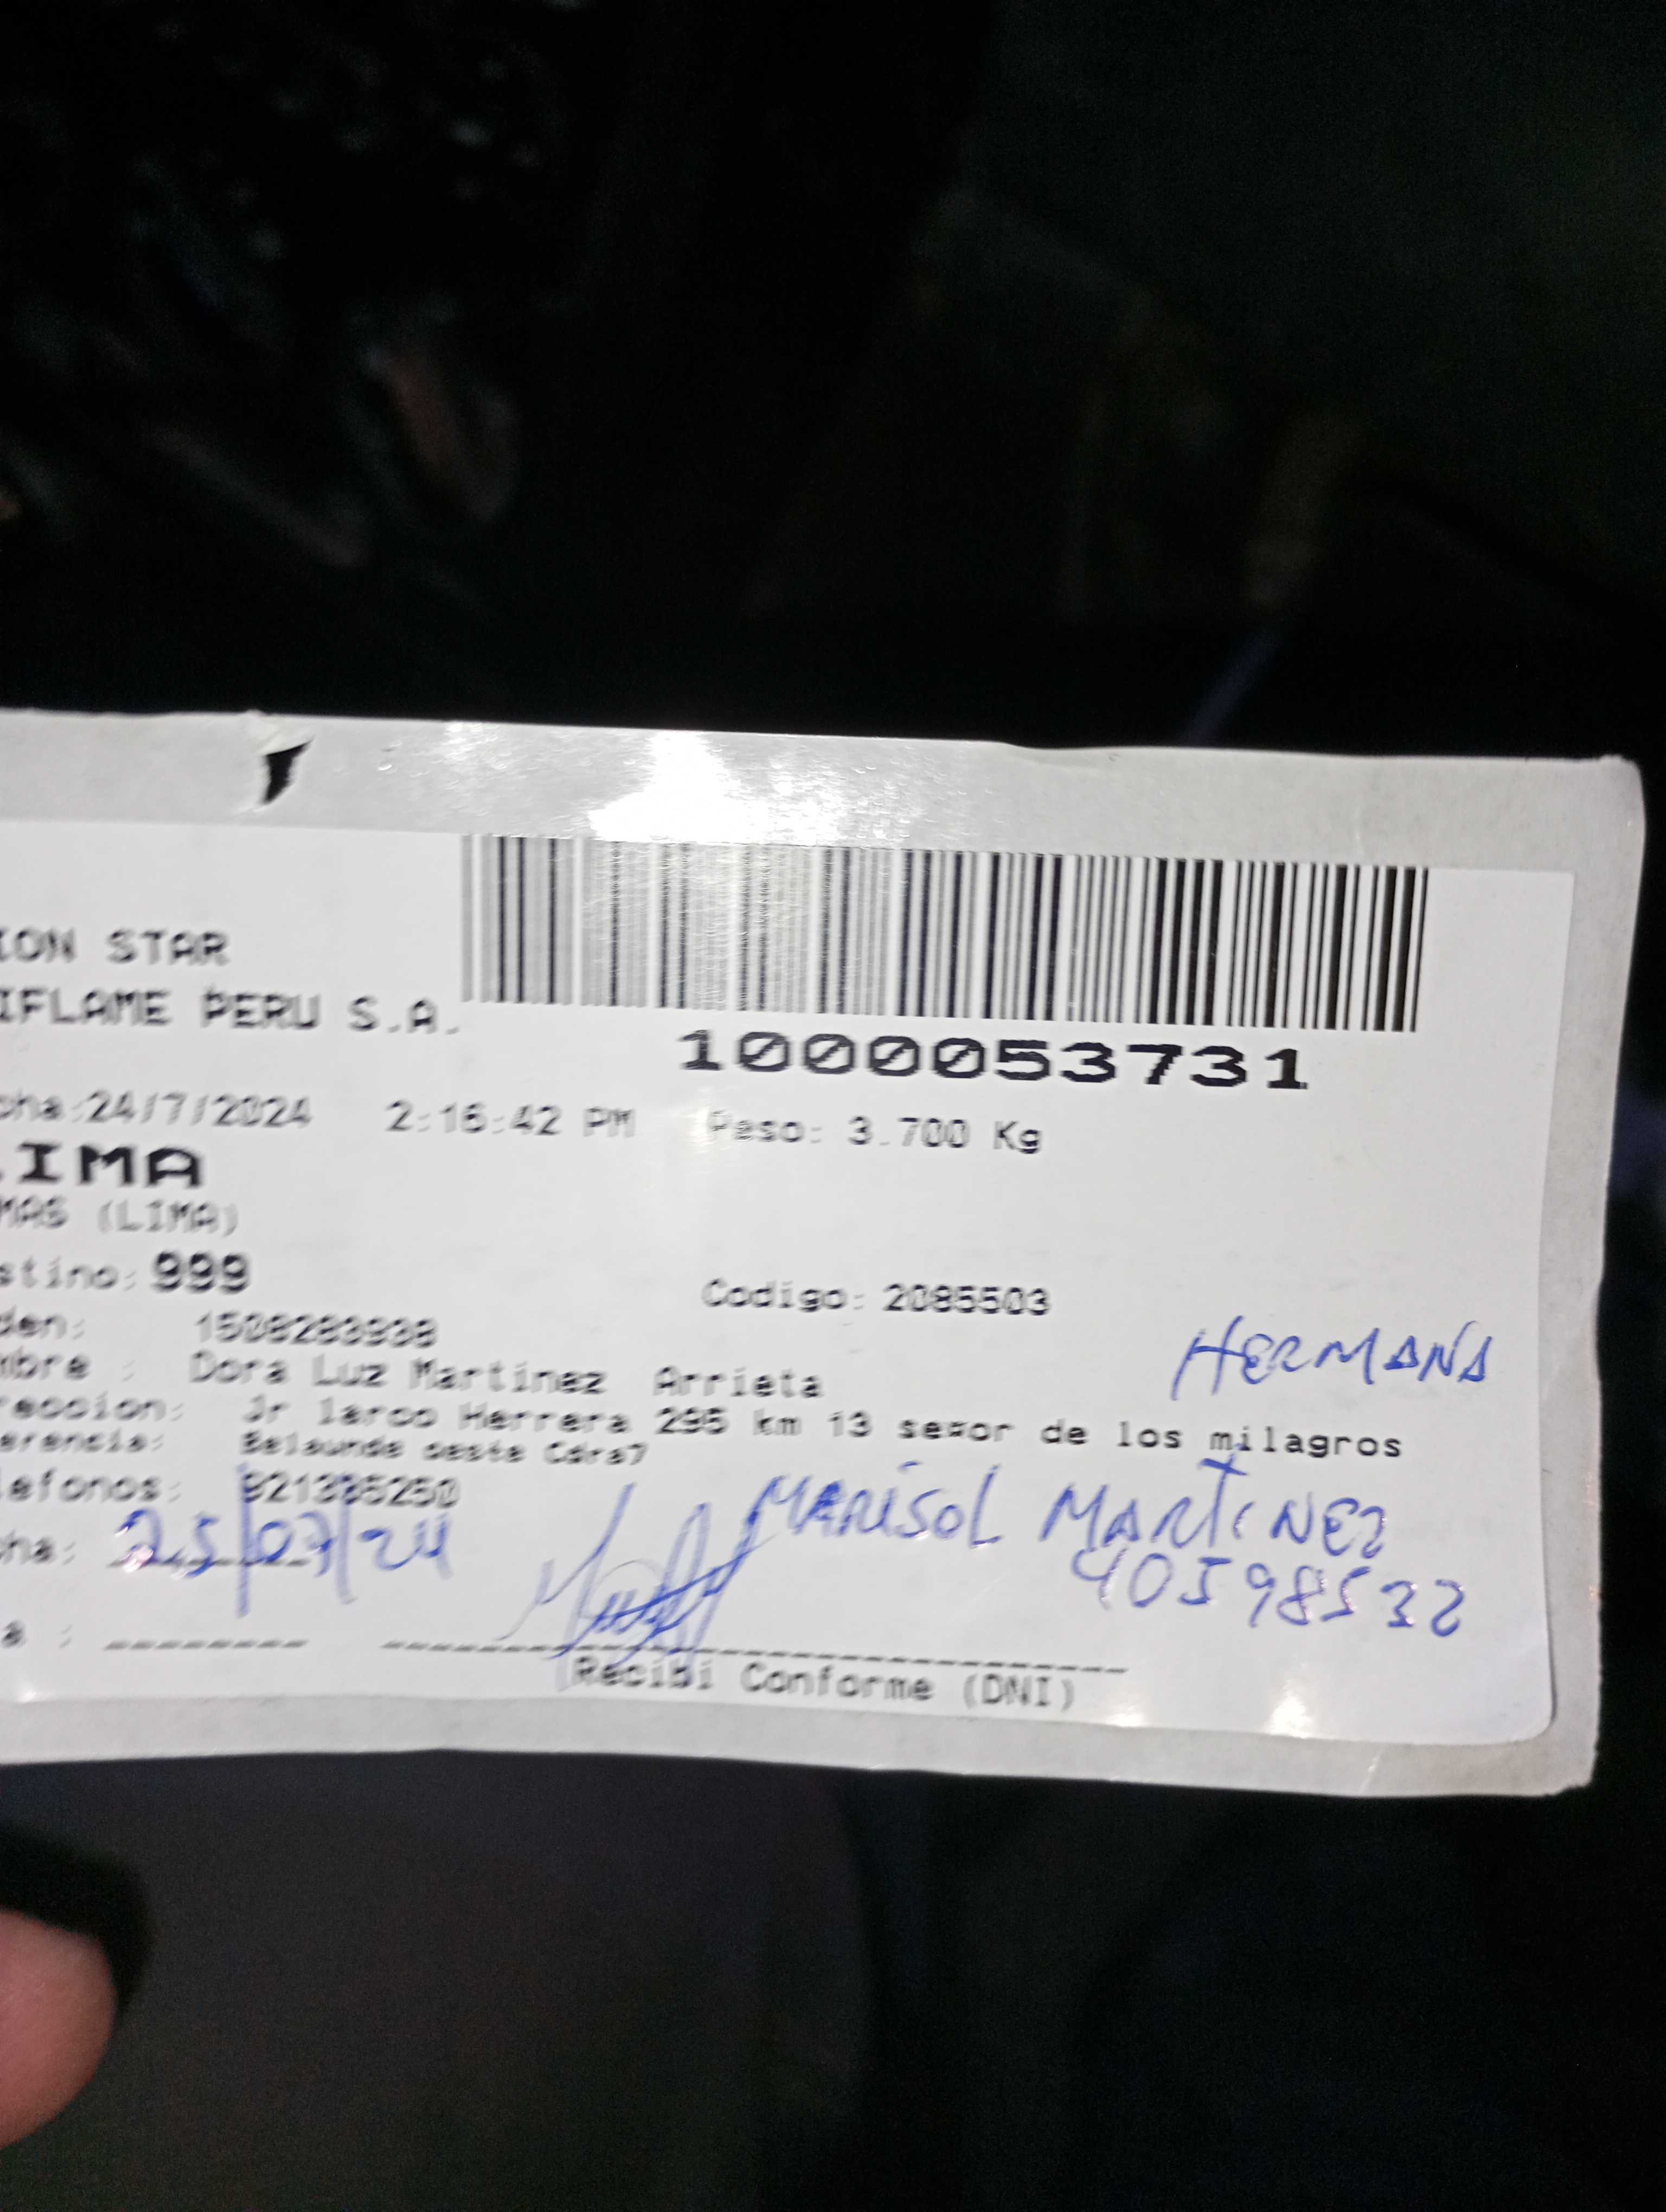 ION STAR
IFLAME PERU S.A.
1000053731
cha:24/7/2024 2:16:42 PM Peso: 3.700 Kg
LIMA
MAS (LIMA)
stino: 999
Codigo: 2085503
den: 1508283938
HERMANA
mbre : Dora Luz Martinez Arrieta
reccion: Jr larco Herrera 295 km 13 se¤or de los milagros
erencia: Belaunde oeste Cdra7
lefonos: 921385250
MARISOL MARTINEZ
cha: 25/07/24
40598532
a :
Recibi Conforme (DNI)